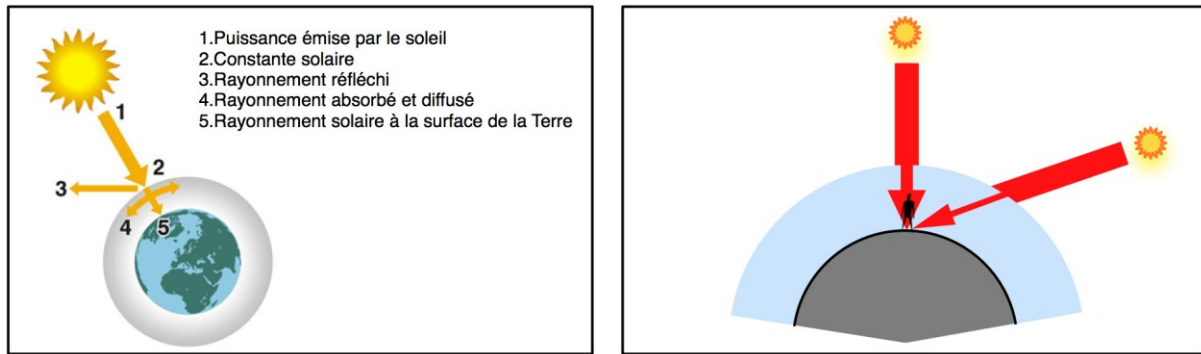 1.Puissance émise par le soleil
2.Constante solaire
3.Rayonnement réfléchi
4.Rayonnement absorbé et diffusé
5.Rayonnement solaire à la surface de la Terre
1
2
3
4
5